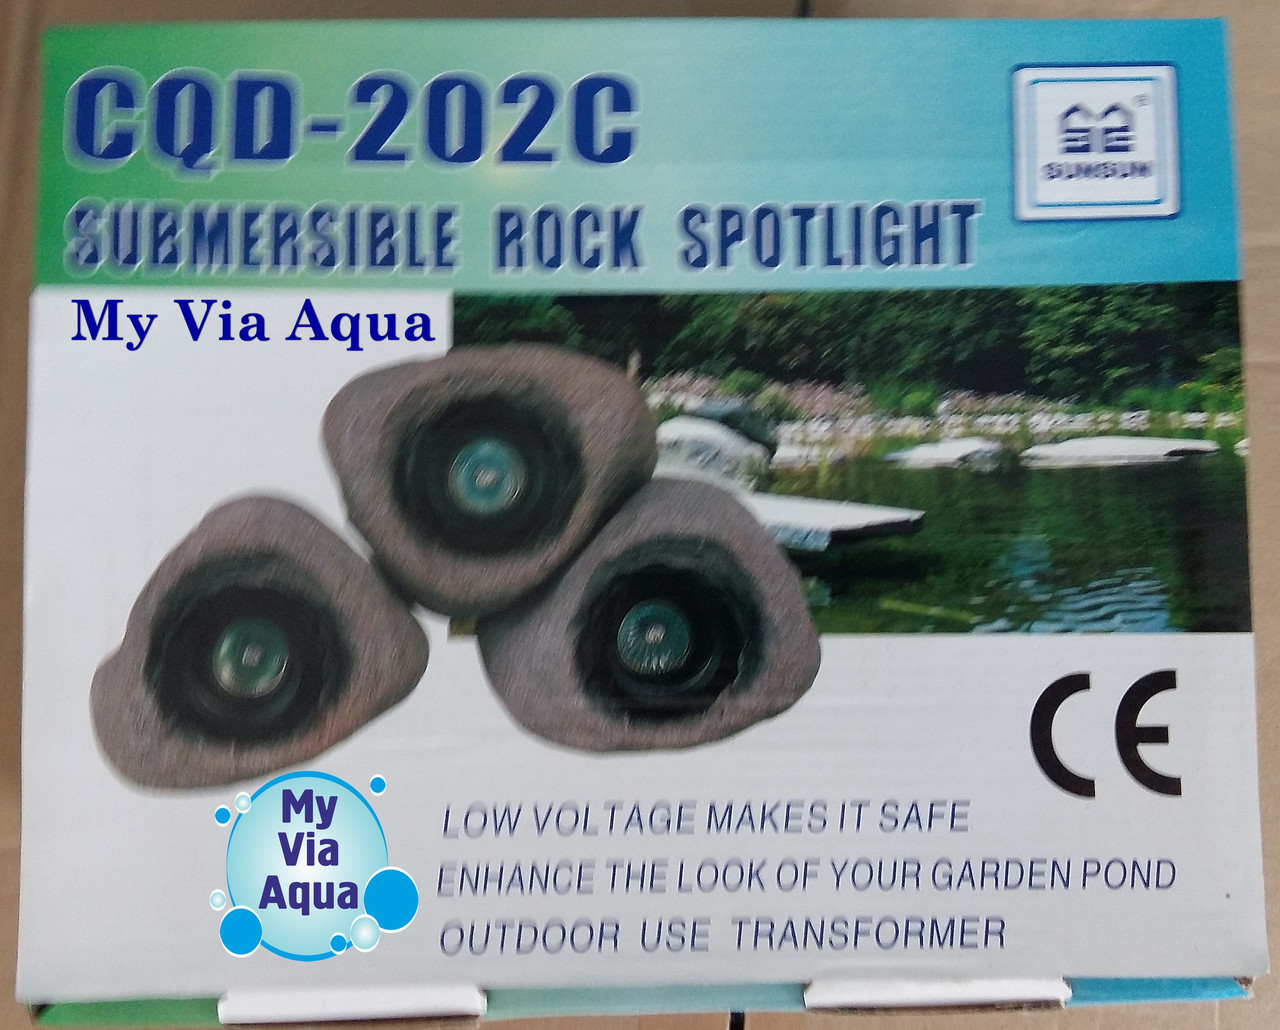 CQD-202C
SUNSUN
SUBMERSIBLE ROCK SPOTLIGHT
My Via Aqua
CE
My
Via
Aqua
LOW VOLTAGE MAKES IT SAFE
ENHANCE THE LOOK OF YOUR GARDEN POND
OUTDOOR USE TRANSFORMER